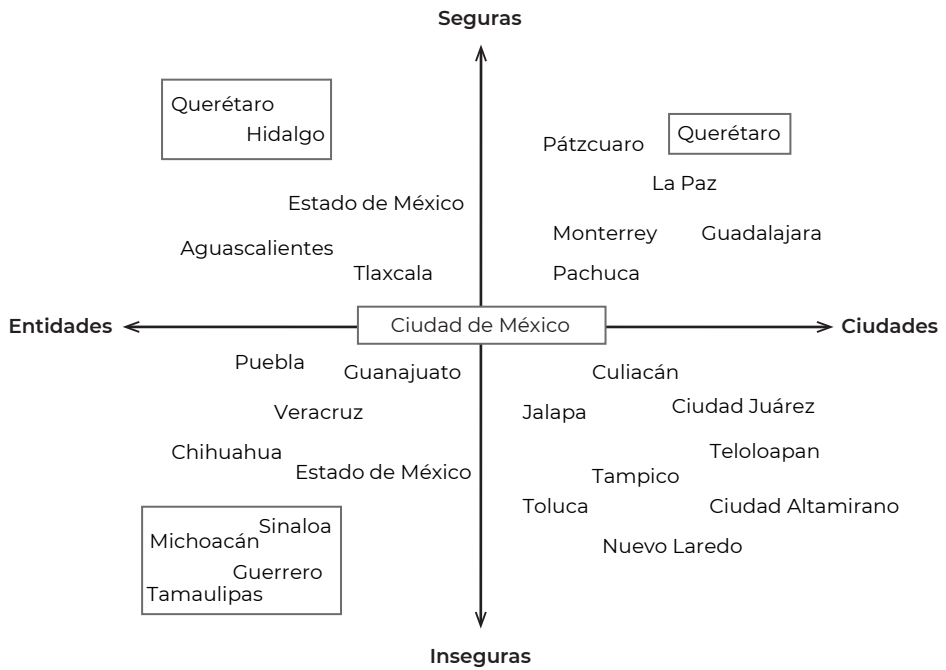 Seguras
Querétaro
Hidalgo
Pátzcuaro
Querétaro
La Paz
Estado de México
Monterrey
Guadalajara
Aguascalientes
Tlaxcala
Pachuca
Entidades
Ciudad de México
Ciudades
Puebla
Guanajuato
Culiacán
Veracruz
Jalapa
Ciudad Juárez
Chihuahua
Teloloapan
Estado de México
Tampico
Toluca
Ciudad Altamirano
Sinaloa
Michoacán
Nuevo Laredo
Guerrero
Tamaulipas
Inseguras